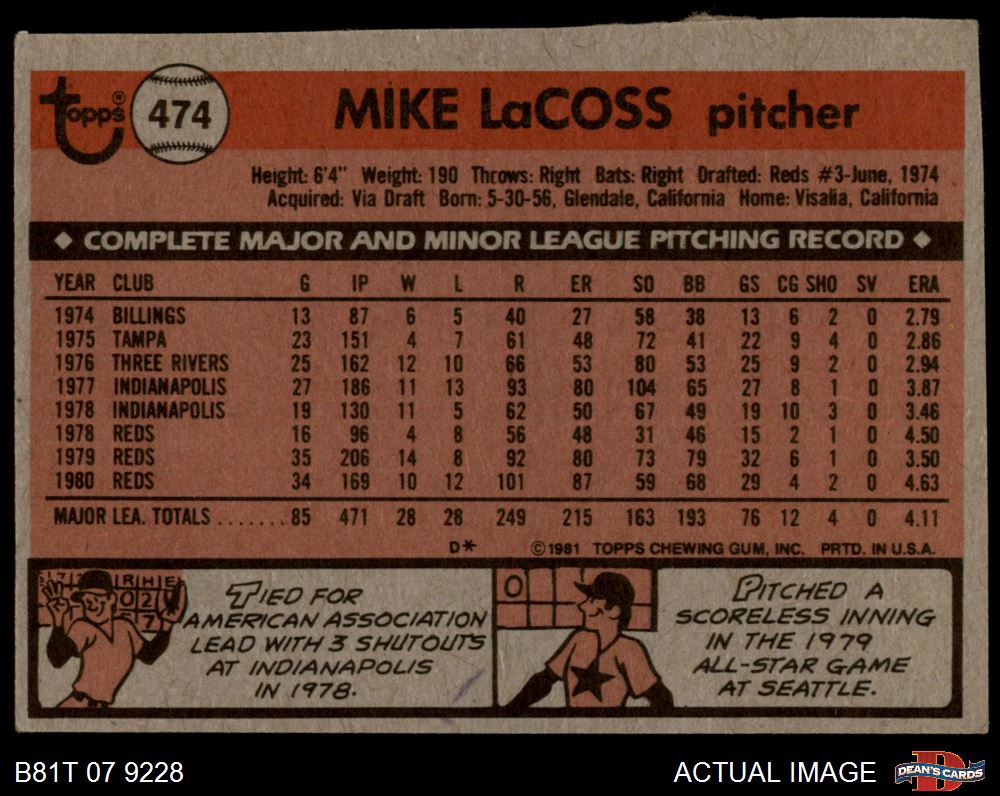 Topps® 474 MIKE LaCOSS pitcher
Height: 6'4" Weight: 190 Throws: Right Bats: Right Drafted: Reds #3-June, 1974
Acquired: Via Draft Born: 5-30-56, Glendale, California Home: Visalia, California
◆ COMPLETE MAJOR AND MINOR LEAGUE PITCHING RECORD ◆
YEAR CLUB G IP W L R ER SO BB GS CG SHO SV ERA
1974 BILLINGS 13 87 6 5 40 27 58 38 13 6 2 0 2.79
1975 TAMPA 23 151 4 7 61 48 72 41 22 9 4 0 2.86
1976 THREE RIVERS 25 162 12 10 66 53 80 53 25 9 2 0 2.94
1977 INDIANAPOLIS 27 186 11 13 93 80 104 65 27 8 1 0 3.87
1978 INDIANAPOLIS 19 130 11 5 62 50 67 49 19 10 3 0 3.46
1978 REDS 16 96 4 8 56 48 31 46 15 2 1 0 4.50
1979 REDS 35 206 14 8 92 80 73 79 32 6 1 0 3.50
1980 REDS 34 169 10 12 101 87 59 68 29 4 2 0 4.63
MAJOR LEA. TOTALS ....... 85 471 28 28 249 215 163 193 76 12 4 0 4.11
D* ©1981 TOPPS CHEWING GUM, INC. PRTD. IN U.S.A.
R H E
0 2
7
TIED FOR
AMERICAN ASSOCIATION
LEAD WITH 3 SHUTOUTS
AT INDIANAPOLIS
IN 1978.
0
PITCHED A
SCORELESS INNING
IN THE 1979
ALL-STAR GAME
AT SEATTLE.
B81T 07 9228
ACTUAL IMAGE
D
DEAN'S CARDS